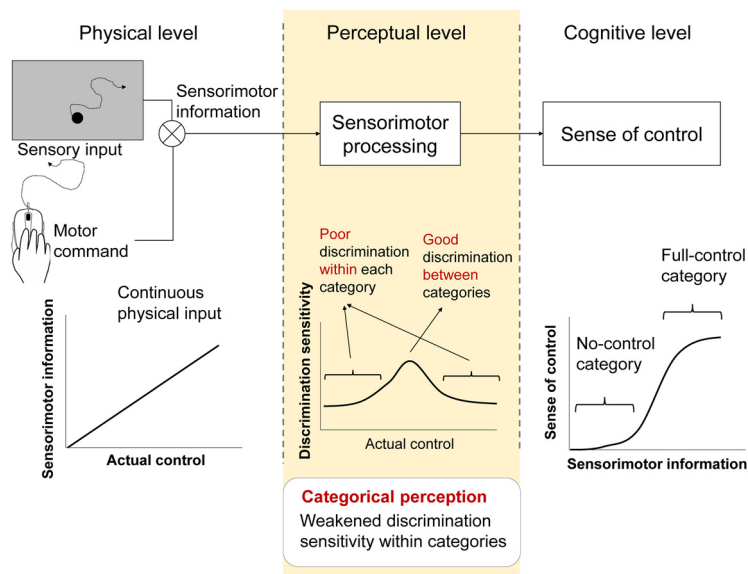 Physical level
Perceptual level
Cognitive level
Sensorimotor
information
Sensory input
Motor
command
Sensorimotor
processing
Sense of control
Continuous
physical input
Sensorimotor information
Actual control
Poor
discrimination
within each
category
Good
discrimination
between
categories
Discrimination sensitivity
Actual control
Full-control
category
No-control
category
Sense of control
Sensorimotor information
Categorical perception
Weakened discrimination
sensitivity within categories